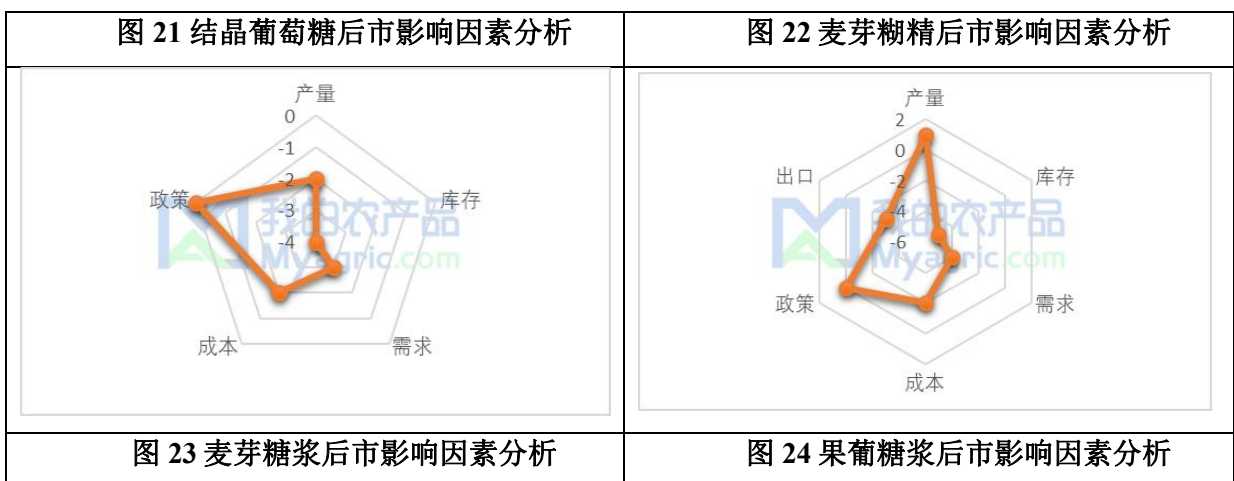 图 21 结晶葡萄糖后市影响因素分析
图 22 麦芽糊精后市影响因素分析
产量
0
-1
-2
-3
-4
政策
库存
成本
需求
我的农产品
Myagric.com
产量
2
0
-2
-4
-6
出口
库存
政策
需求
成本
我的农产品
Myagric.com
图 23 麦芽糖浆后市影响因素分析
图 24 果葡糖浆后市影响因素分析